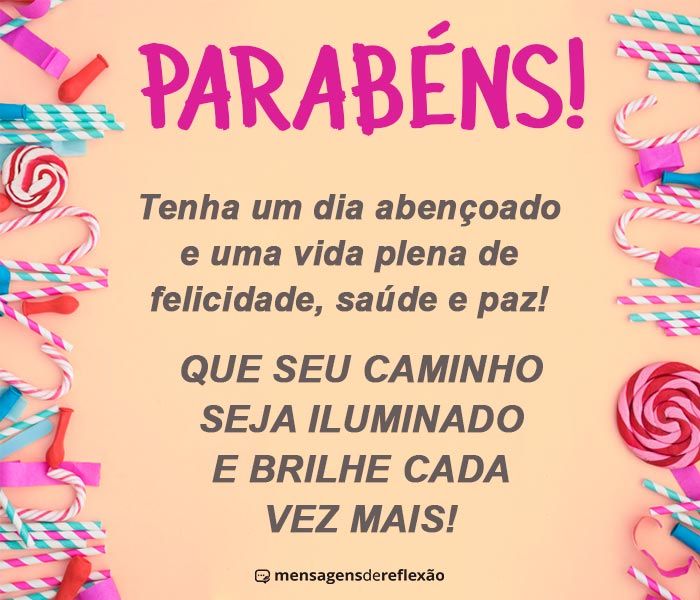 PARABÉNS!
Tenha um dia abençoado
e uma vida plena de
felicidade, saúde e paz!
QUE SEU CAMINHO
SEJA ILUMINADO
E BRILHE CADA
VEZ MAIS!
mensagensdereflexão